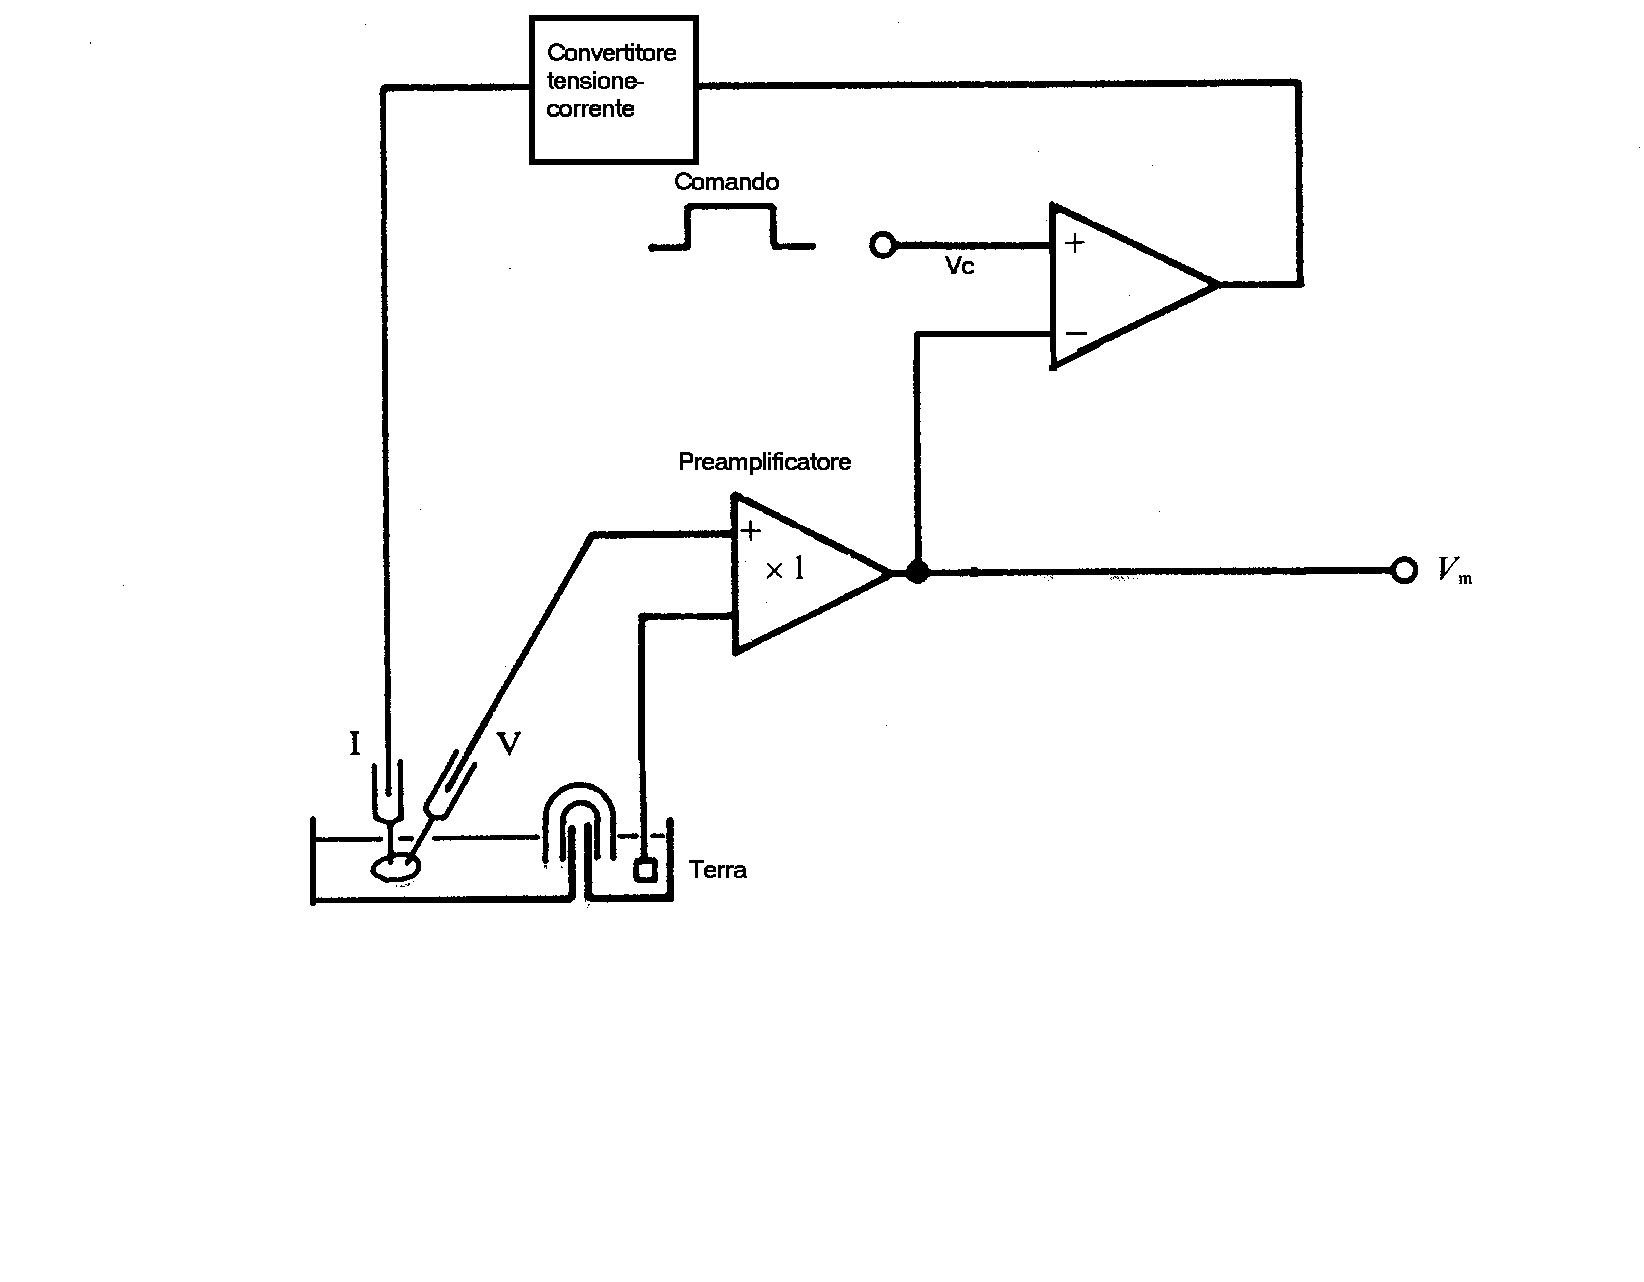 Convertitore
tensione-
corrente
Comando
+
Vc
−
Preamplificatore
+
× 1
Vm
I
V
Terra